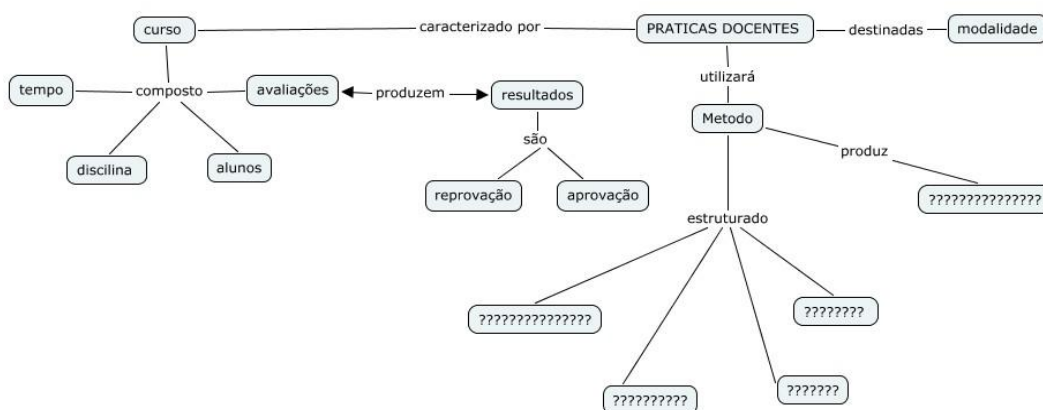 curso
caracterizado por
PRATICAS DOCENTES
destinadas
modalidade
tempo
composto
avaliações
produzem
resultados
utilizará
Metodo
discilina
alunos
são
produz
reprovação
aprovação
???????????????
estruturado
???????????????
????????
??????????
???????